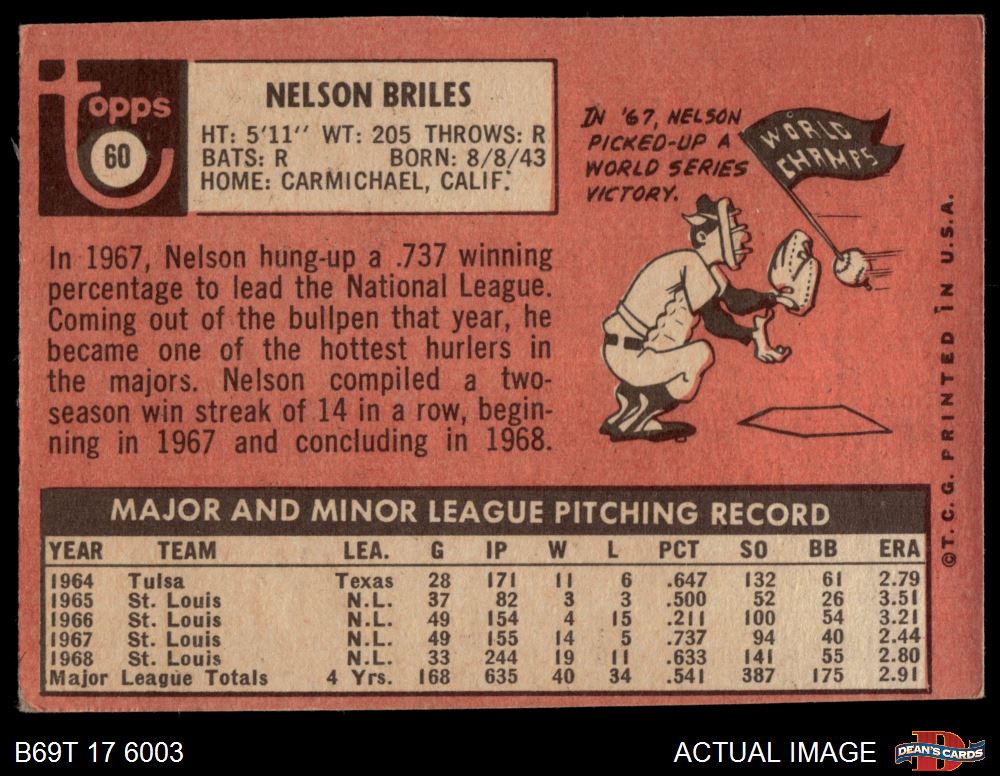 Topps
60
NELSON BRILES
HT: 5'11" WT: 205 THROWS: R
BATS: R BORN: 8/8/43
HOME: CARMICHAEL, CALIF.
In 1967, Nelson hung-up a .737 winning
percentage to lead the National League.
Coming out of the bullpen that year, he
became one of the hottest hurlers in
the majors. Nelson compiled a two-
season win streak of 14 in a row, begin-
ning in 1967 and concluding in 1968.
IN '67, NELSON
PICKED-UP A
WORLD SERIES
VICTORY.
WORLD
CHAMPS
©T. C. G. PRINTED IN U. S. A.
MAJOR AND MINOR LEAGUE PITCHING RECORD
YEAR TEAM LEA. G IP W L PCT SO BB ERA
1964 Tulsa Texas 28 171 11 6 .647 132 61 2.79
1965 St. Louis N.L. 37 82 3 3 .500 52 26 3.51
1966 St. Louis N.L. 49 154 4 15 .211 100 54 3.21
1967 St. Louis N.L. 49 155 14 5 .737 94 40 2.44
1968 St. Louis N.L. 33 244 19 11 .633 141 55 2.80
Major League Totals 4 Yrs. 168 635 40 34 .541 387 175 2.91
B69T 17 6003
ACTUAL IMAGE
DEAN'S CARDS